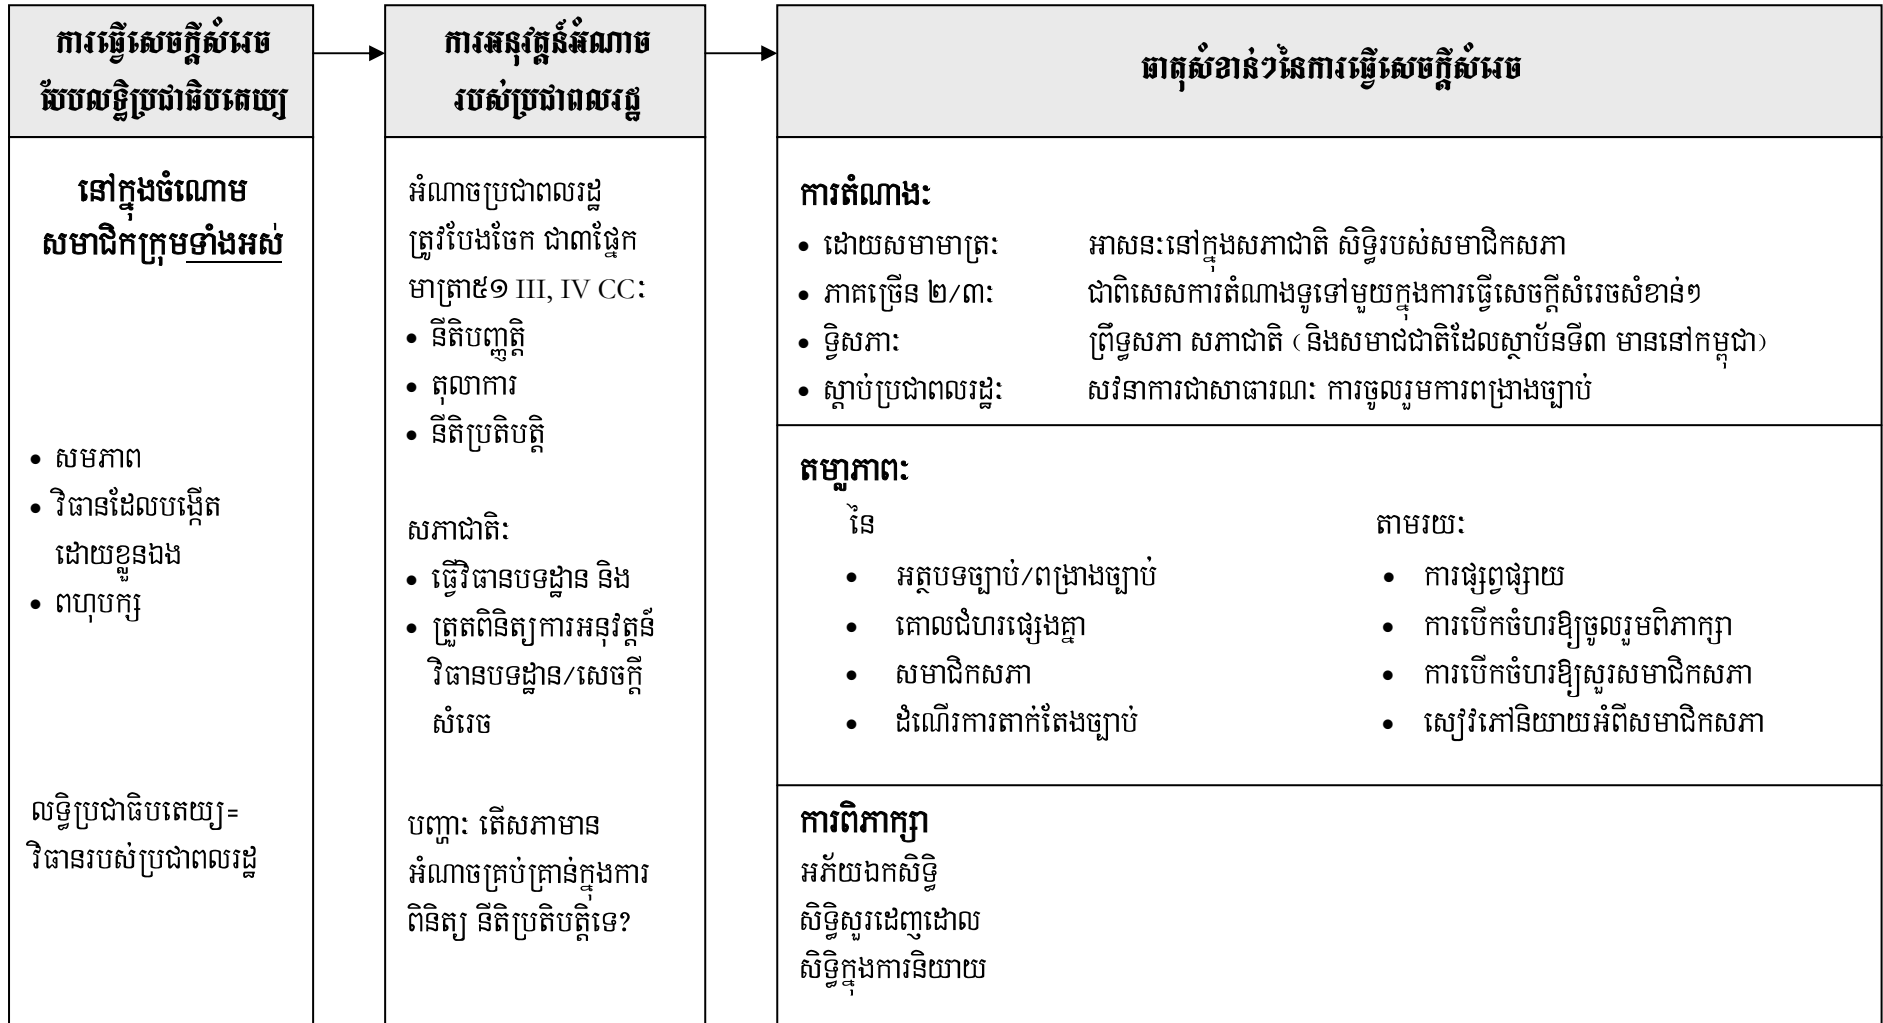 ការធ្វើសេចក្តីសំរេច
បែបលទ្ធិប្រជាធិបតេយ្យ
នៅក្នុងចំណោម
សមាជិកក្រុមទាំងអស់
• សមភាព
• វិធានដែលបង្កើត
ដោយខ្លួនឯង
• ពហុបក្ស
លទ្ធិប្រជាធិបតេយ្យ=
វិធានរបស់ប្រជាពលរដ្ឋ
ការអនុវត្តន៍អំណាច
របស់ប្រជាពលរដ្ឋ
អំណាចប្រជាពលរដ្ឋ
ត្រូវបែងចែក ជា៣ផ្នែក
មាត្រា៥១ III, IV CC:
• នីតិបញ្ញត្តិ
• តុលាការ
• នីតិប្រតិបត្តិ
សភាជាតិ:
• ធ្វើវិធានបទដ្ឋាន និង
• ត្រួតពិនិត្យការអនុវត្តន៍
វិធានបទដ្ឋាន/សេចក្តី
សំរេច
បញ្ហា: តើសភាមាន
អំណាចគ្រប់គ្រាន់ក្នុងការ
ពិនិត្យ នីតិប្រតិបត្តិទេ?
ធាតុសំខាន់ៗនៃការធ្វើសេចក្តីសំរេច
ការតំណាង:
• ដោយសមាមាត្រ: អាសនៈនៅក្នុងសភាជាតិ សិទ្ធិរបស់សមាជិកសភា
• ភាគច្រើន ២/៣: ជាពិសេសការតំណាងទូទៅមួយក្នុងការធ្វើសេចក្តីសំរេចសំខាន់ៗ
• ទ្វិសភា: ព្រឹទ្ធសភា សភាជាតិ (និងសមាជជាតិដែលស្ថាប័នទី៣ មាននៅកម្ពុជា)
• ស្តាប់ប្រជាពលរដ្ឋ: សវនាការជាសាធារណៈ ការចូលរួមការពង្រាងច្បាប់
តម្លាភាព:
នៃ តាមរយៈ
• អត្ថបទច្បាប់/ពង្រាងច្បាប់ • ការផ្សព្វផ្សាយ
• គោលជំហរផ្សេងគ្នា • ការបើកចំហរឱ្យចូលរួមពិភាក្សា
• សមាជិកសភា • ការបើកចំហរឱ្យសួរសមាជិកសភា
• ដំណើរការតាក់តែងច្បាប់ • សៀវភៅនិយាយអំពីសមាជិកសភា
ការពិភាក្សា
អភ័យឯកសិទ្ធិ
សិទ្ធិសួរដេញដោល
សិទ្ធិក្នុងការនិយាយ